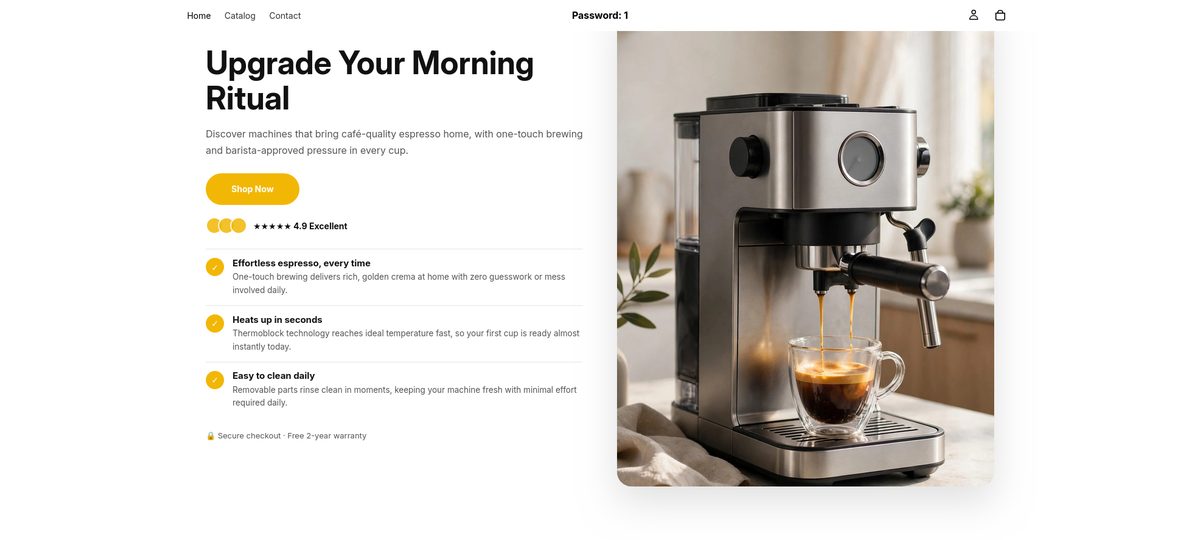 Home Catalog Contact Password: 1
Upgrade Your Morning
Ritual
Discover machines that bring café-quality espresso home, with one-touch brewing
and barista-approved pressure in every cup.
Shop Now
★★★★★ 4.9 Excellent
✓ Effortless espresso, every time
One-touch brewing delivers rich, golden crema at home with zero guesswork or mess
involved daily.
✓ Heats up in seconds
Thermoblock technology reaches ideal temperature fast, so your first cup is ready almost
instantly today.
✓ Easy to clean daily
Removable parts rinse clean in moments, keeping your machine fresh with minimal effort
required daily.
🔒 Secure checkout · Free 2-year warranty